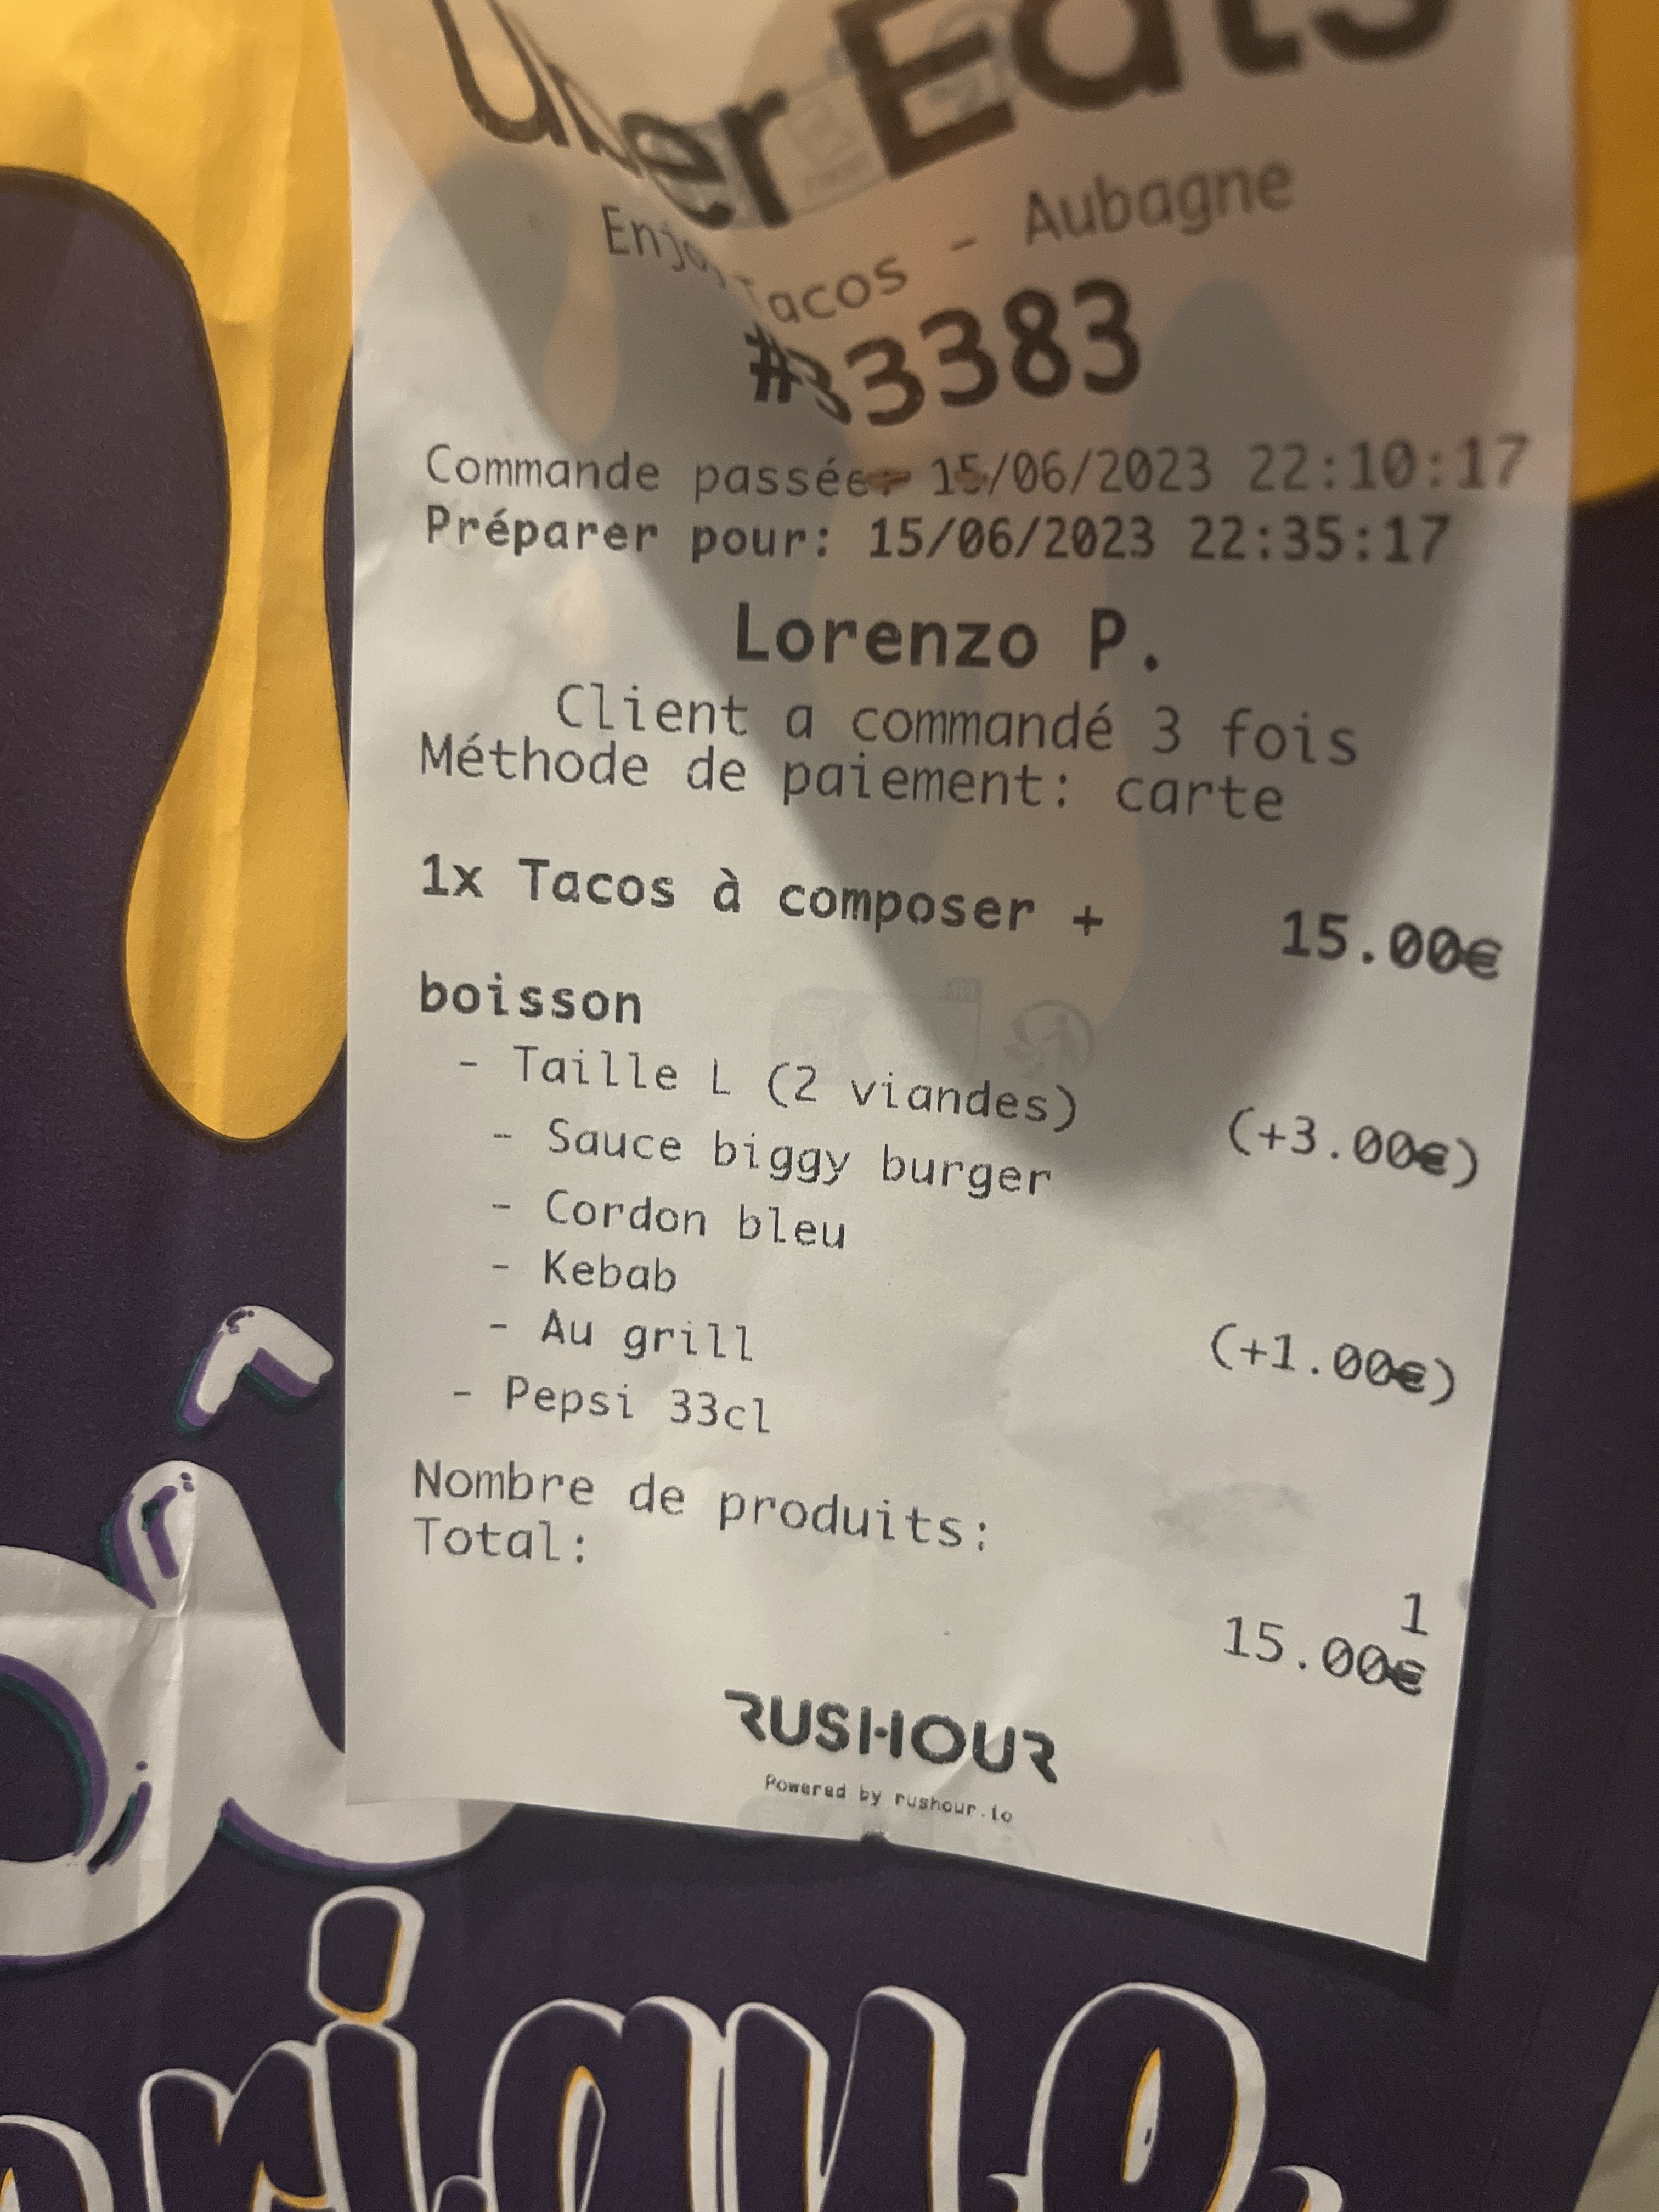 Uber Eats
Enjoy Tacos - Aubagne
#33383
Commande passée: 15/06/2023 22:10:17
Préparer pour: 15/06/2023 22:35:17
Lorenzo P.
Client a commandé 3 fois
Méthode de paiement: carte
1x Tacos à composer + 15.00€
boisson
- Taille L (2 viandes) (+3.00€)
- Sauce biggy burger
- Cordon bleu
- Kebab
- Au grill (+1.00€)
- Pepsi 33cl
Nombre de produits: 1
Total: 15.00€
RUSHOUR
Powered by rushour.io